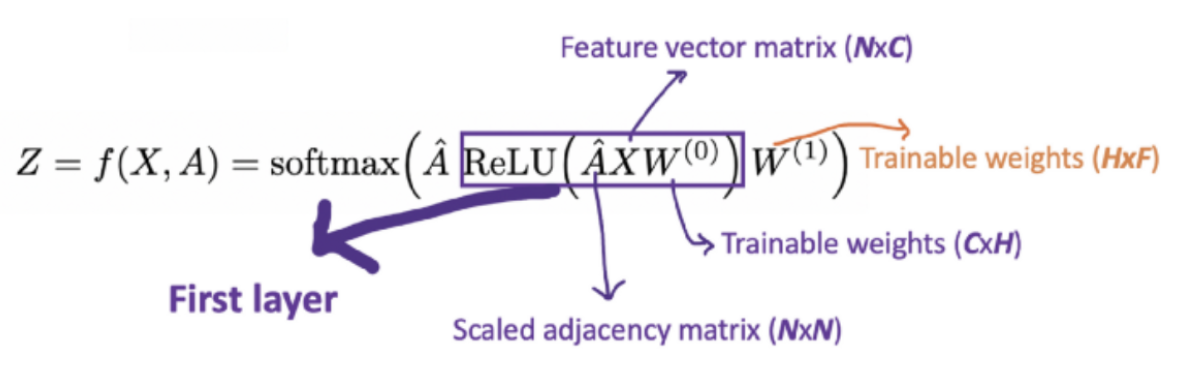 Feature vector matrix (NxC)
Z = f(X, A) = softmax(Â ReLU(ÂXW⁽⁰⁾)W⁽¹⁾) Trainable weights (HxF)
Trainable weights (CxH)
First layer
Scaled adjacency matrix (NxN)